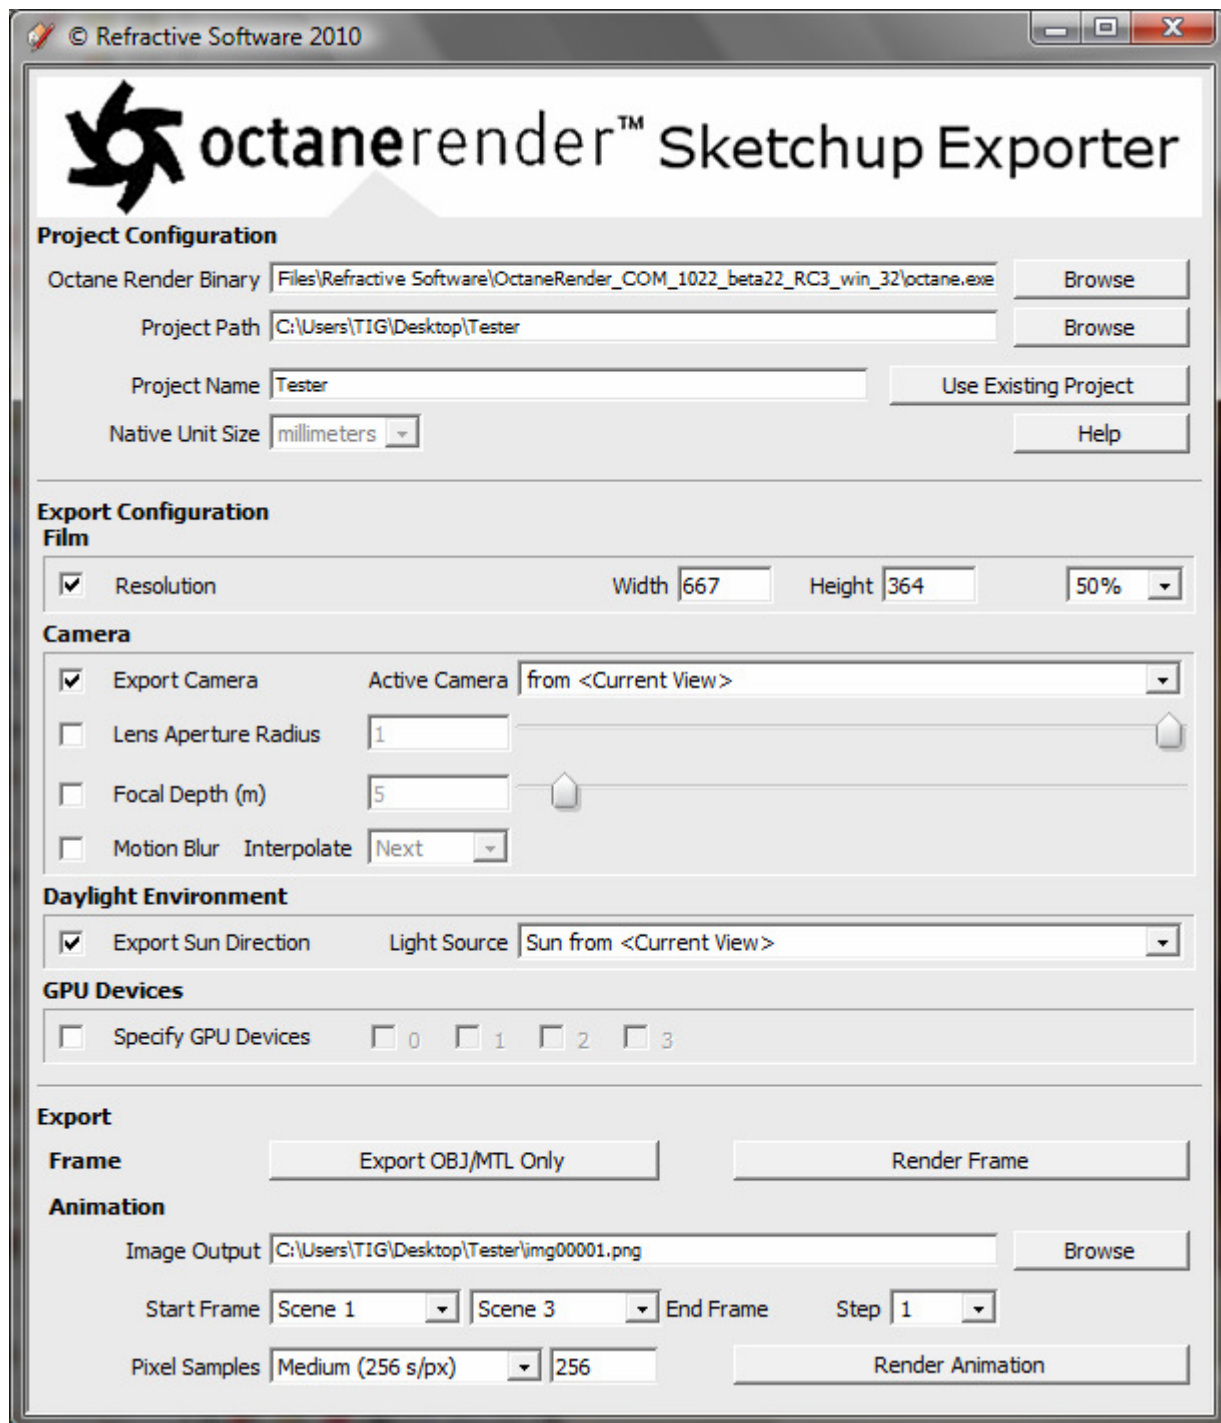 © Refractive Software 2010
octanerender™ Sketchup Exporter
Project Configuration
Octane Render Binary Files\Refractive Software\OctaneRender_COM_1022_beta22_RC3_win_32\octane.exe Browse
Project Path C:\Users\TIG\Desktop\Tester Browse
Project Name Tester Use Existing Project
Native Unit Size millimeters Help
Export Configuration
Film
Resolution Width 667 Height 364 50%
Camera
Export Camera Active Camera from <Current View>
Lens Aperture Radius 1
Focal Depth (m) 5
Motion Blur Interpolate Next
Daylight Environment
Export Sun Direction Light Source Sun from <Current View>
GPU Devices
Specify GPU Devices 0 1 2 3
Export
Frame Export OBJ/MTL Only Render Frame
Animation
Image Output C:\Users\TIG\Desktop\Tester\img00001.png Browse
Start Frame Scene 1 Scene 3 End Frame Step 1
Pixel Samples Medium (256 s/px) 256 Render Animation